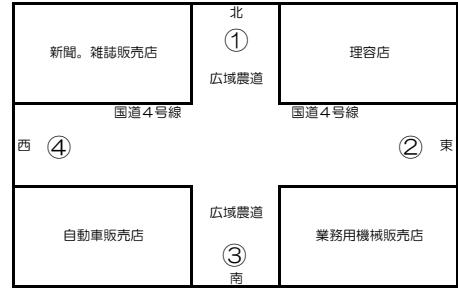 北
①
新聞。雑誌販売店
理容店
広域農道
国道4号線
国道4号線
西
④
②
東
広域農道
自動車販売店
業務用機械販売店
③
南